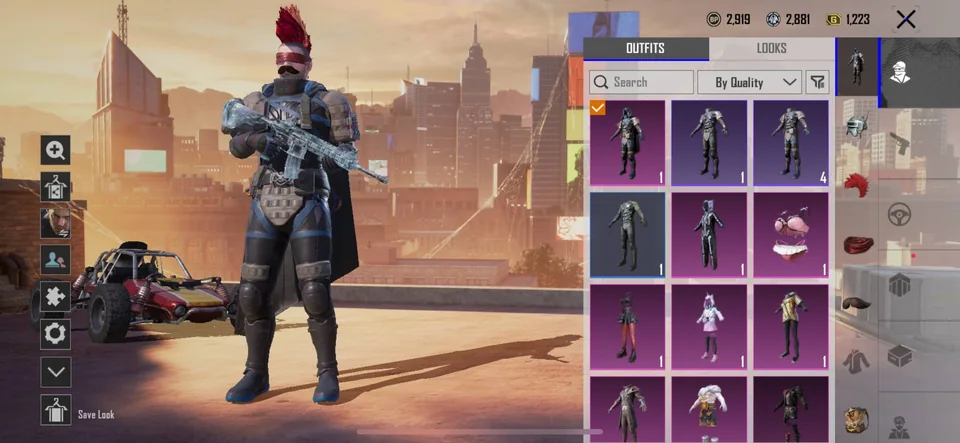 2,919 2,881 G 1,223
OUTFITS LOOKS
Search By Quality
1 1 4
1 1 1
1 1 1
Save Look